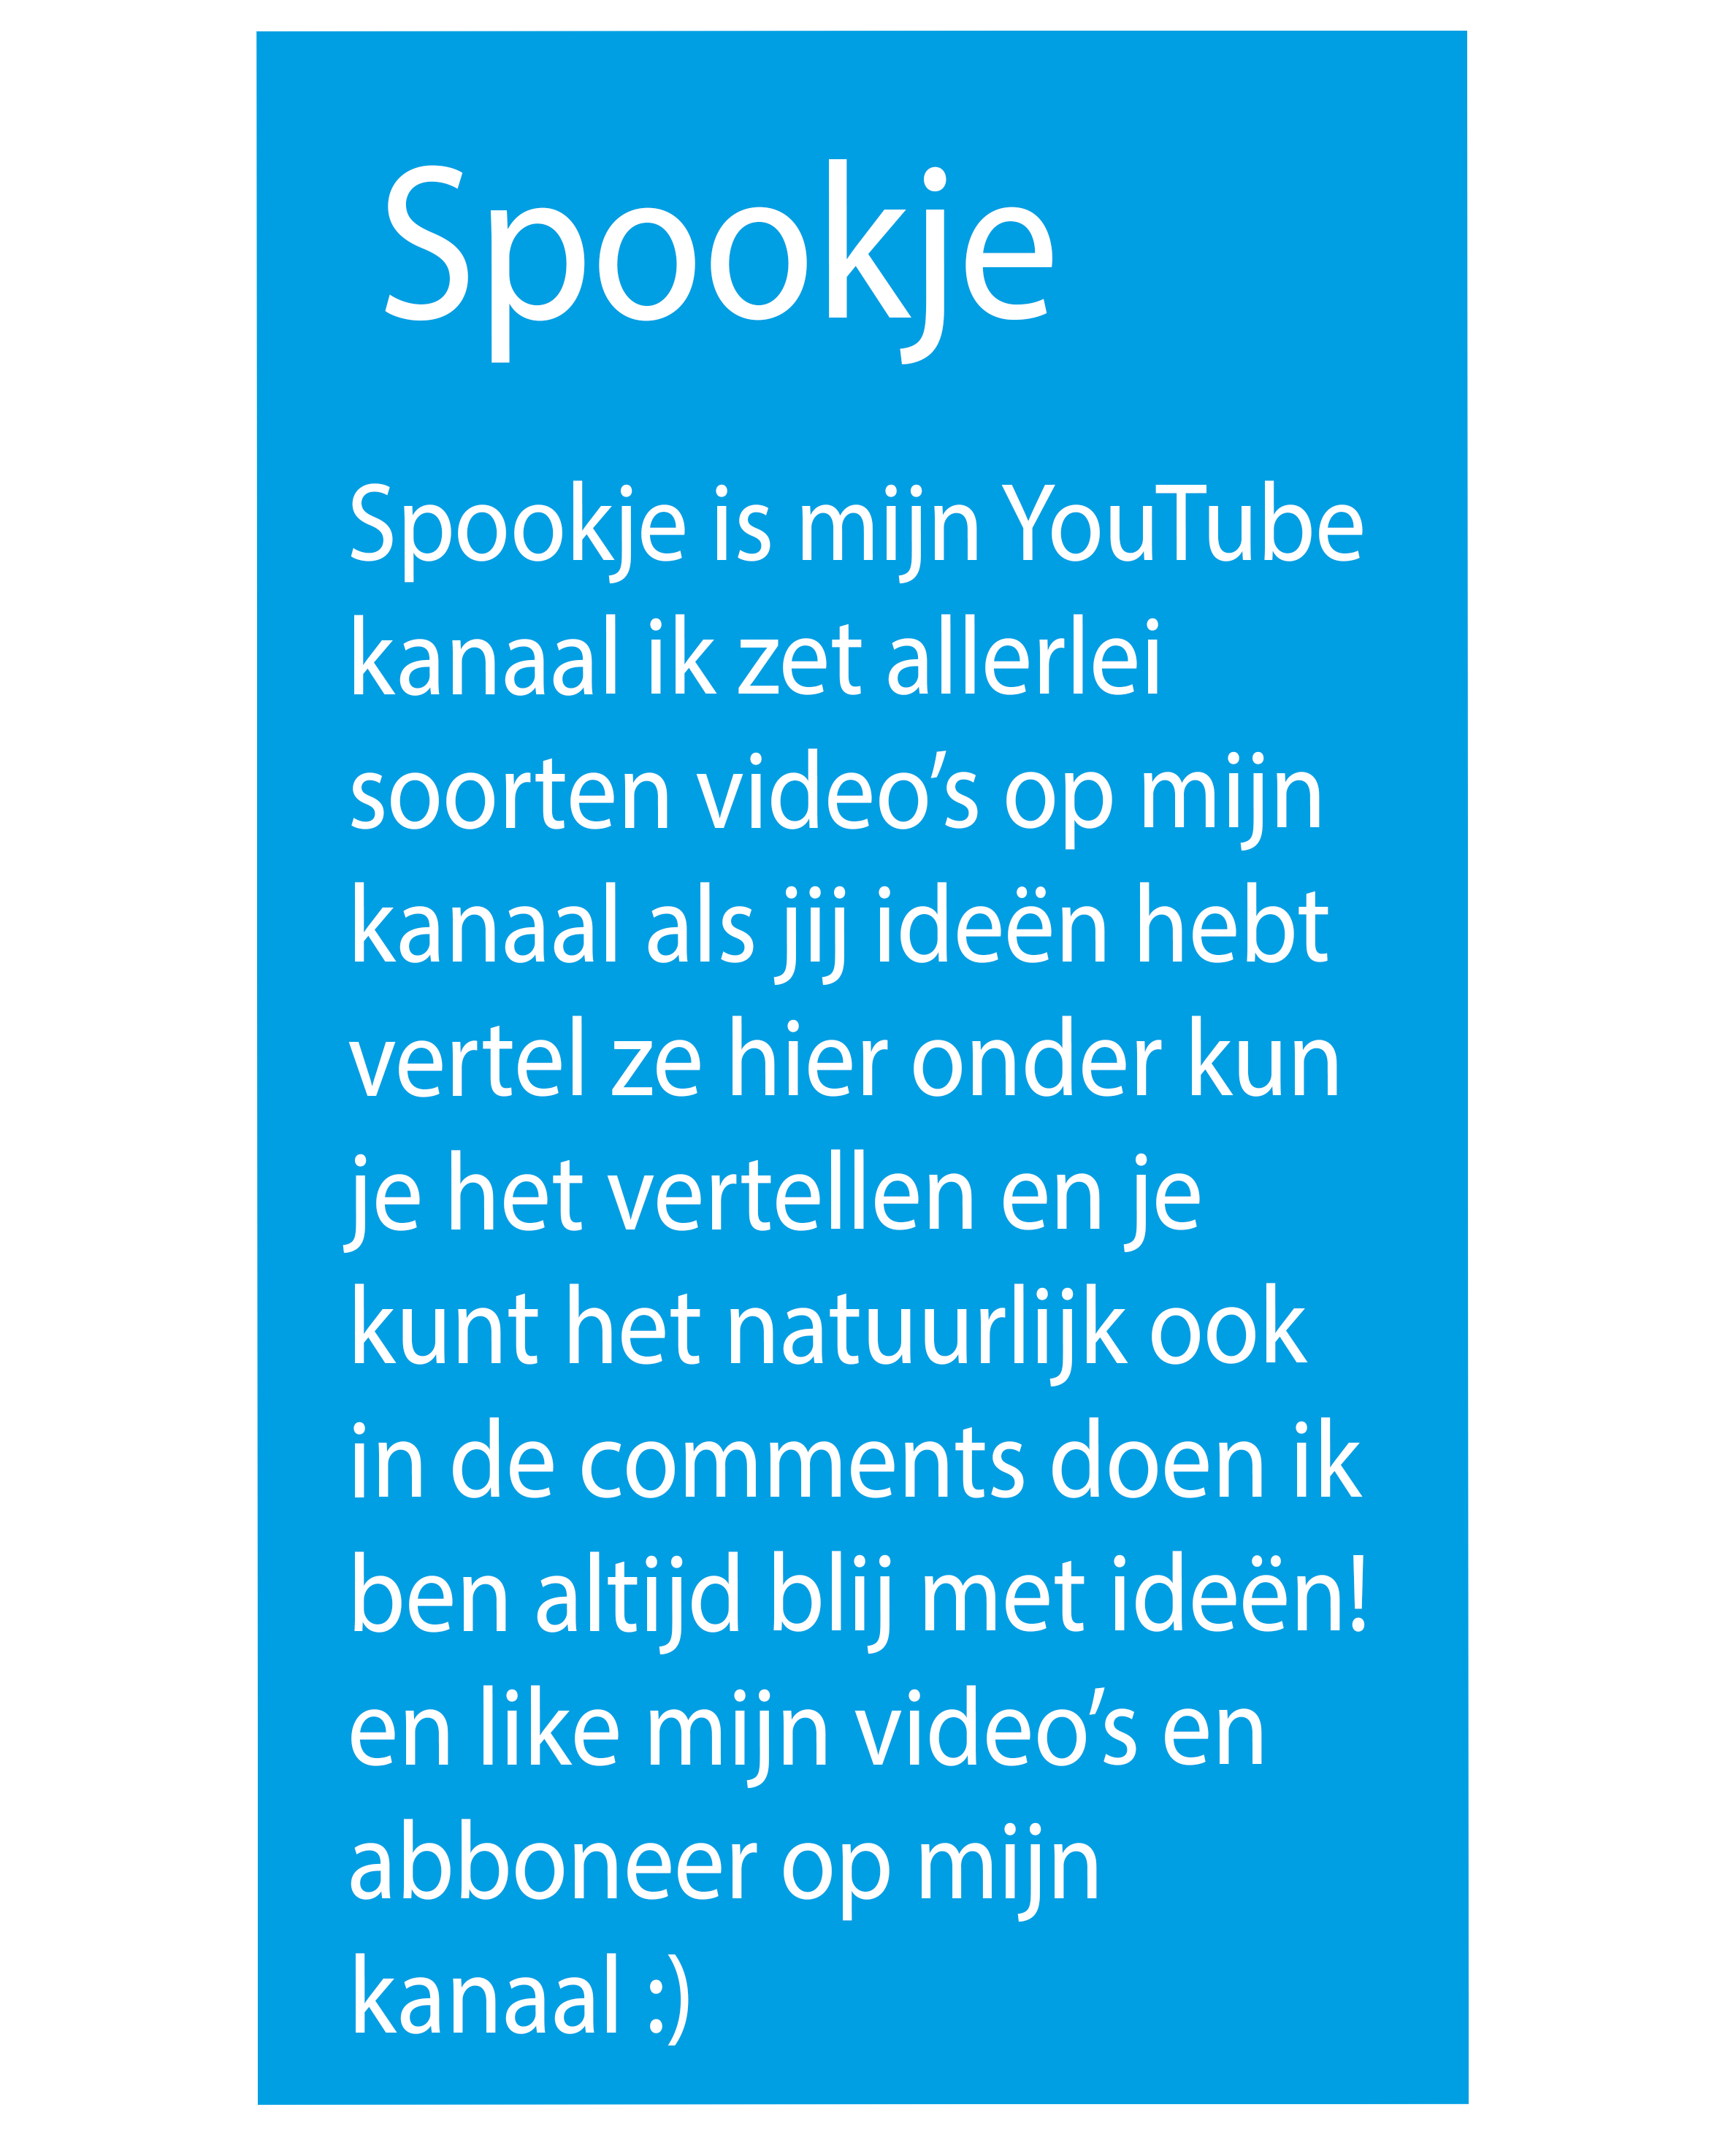 Spookje
Spookje is mijn YouTube
kanaal ik zet allerlei
soorten video’s op mijn
kanaal als jij ideeën hebt
vertel ze hier onder kun
je het vertellen en je
kunt het natuurlijk ook
in de comments doen ik
ben altijd blij met ideeën!
en like mijn video’s en
abboneer op mijn
kanaal :)